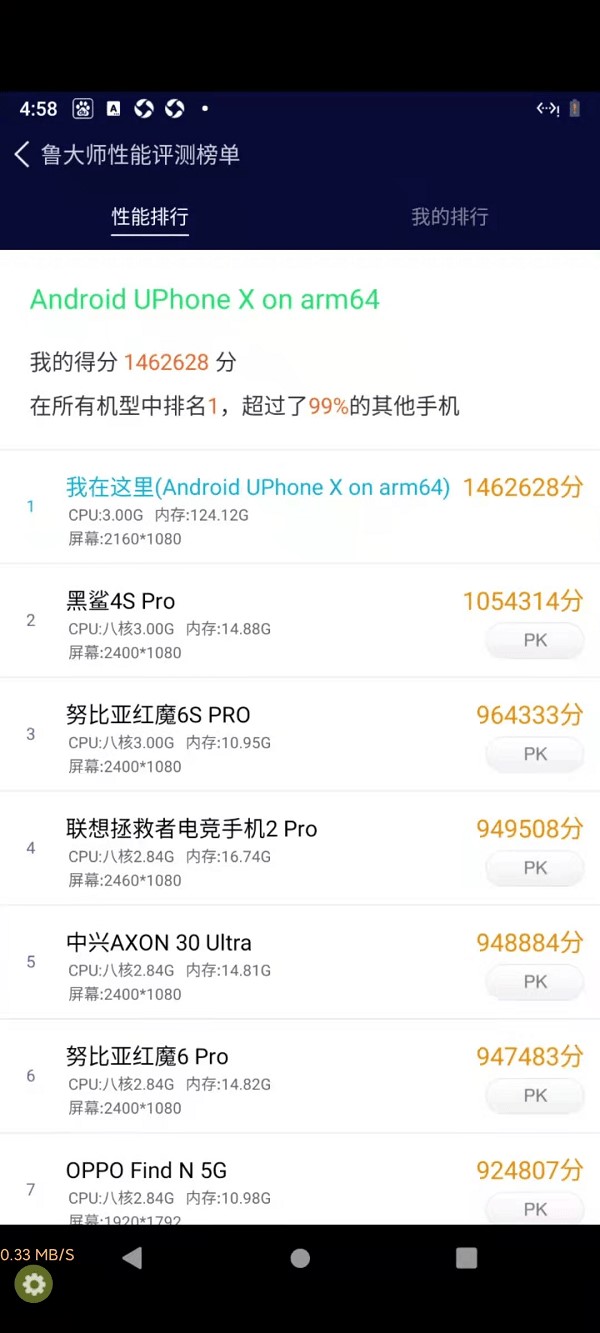 4:58
A
鲁大师性能评测榜单
性能排行
我的排行
Android UPhone X on arm64
我的得分 1462628 分
在所有机型中排名1，超过了99%的其他手机
1
我在这里(Android UPhone X on arm64) 1462628分
CPU:3.00G 内存:124.12G
屏幕:2160*1080
2
黑鲨4S Pro 1054314分
CPU:八核3.00G 内存:14.88G
PK
屏幕:2400*1080
3
努比亚红魔6S PRO 964333分
CPU:八核3.00G 内存:10.95G
PK
屏幕:2400*1080
4
联想拯救者电竞手机2 Pro 949508分
CPU:八核2.84G 内存:16.74G
PK
屏幕:2460*1080
5
中兴AXON 30 Ultra 948884分
CPU:八核2.84G 内存:14.81G
PK
屏幕:2400*1080
6
努比亚红魔6 Pro 947483分
CPU:八核2.84G 内存:14.82G
PK
屏幕:2400*1080
7
OPPO Find N 5G 924807分
CPU:八核2.84G 内存:10.98G
PK
屏幕:1920*1792
0.33 MB/S